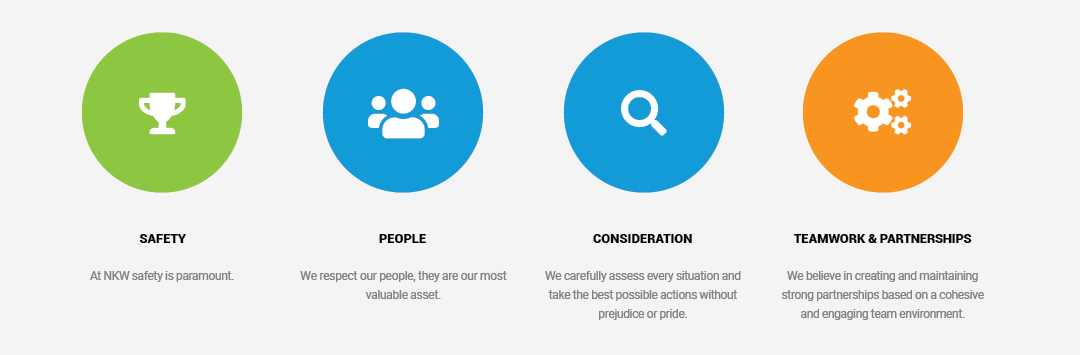 SAFETY
At NKW safety is paramount.
PEOPLE
We respect our people, they are our most
valuable asset.
CONSIDERATION
We carefully assess every situation and
take the best possible actions without
prejudice or pride.
TEAMWORK & PARTNERSHIPS
We believe in creating and maintaining
strong partnerships based on a cohesive
and engaging team environment.